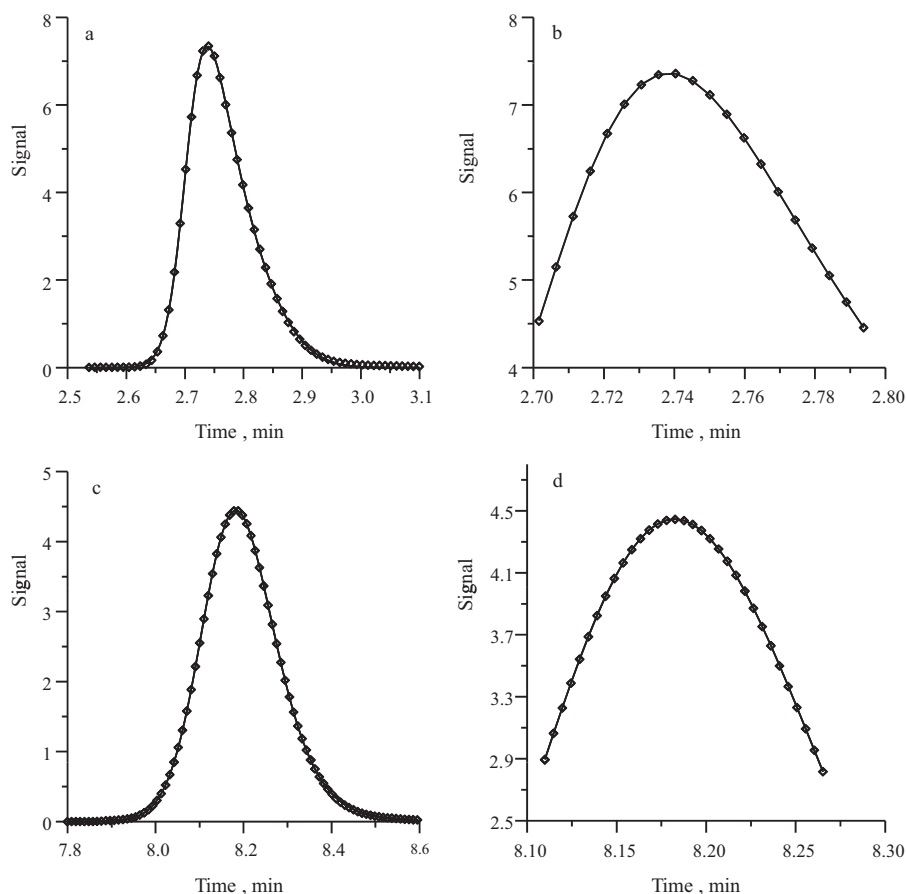 a
8
6
4
2
0
Signal
2.5 2.6 2.7 2.8 2.9 3.0 3.1
Time , min
b
8
7
6
5
4
Signal
2.70 2.72 2.74 2.76 2.78 2.80
Time , min
c
5
4
3
2
1
0
Signal
7.8 8.0 8.2 8.4 8.6
Time , min
d
4.5
4.1
3.7
3.3
2.9
2.5
Signal
8.10 8.15 8.20 8.25 8.30
Time , min